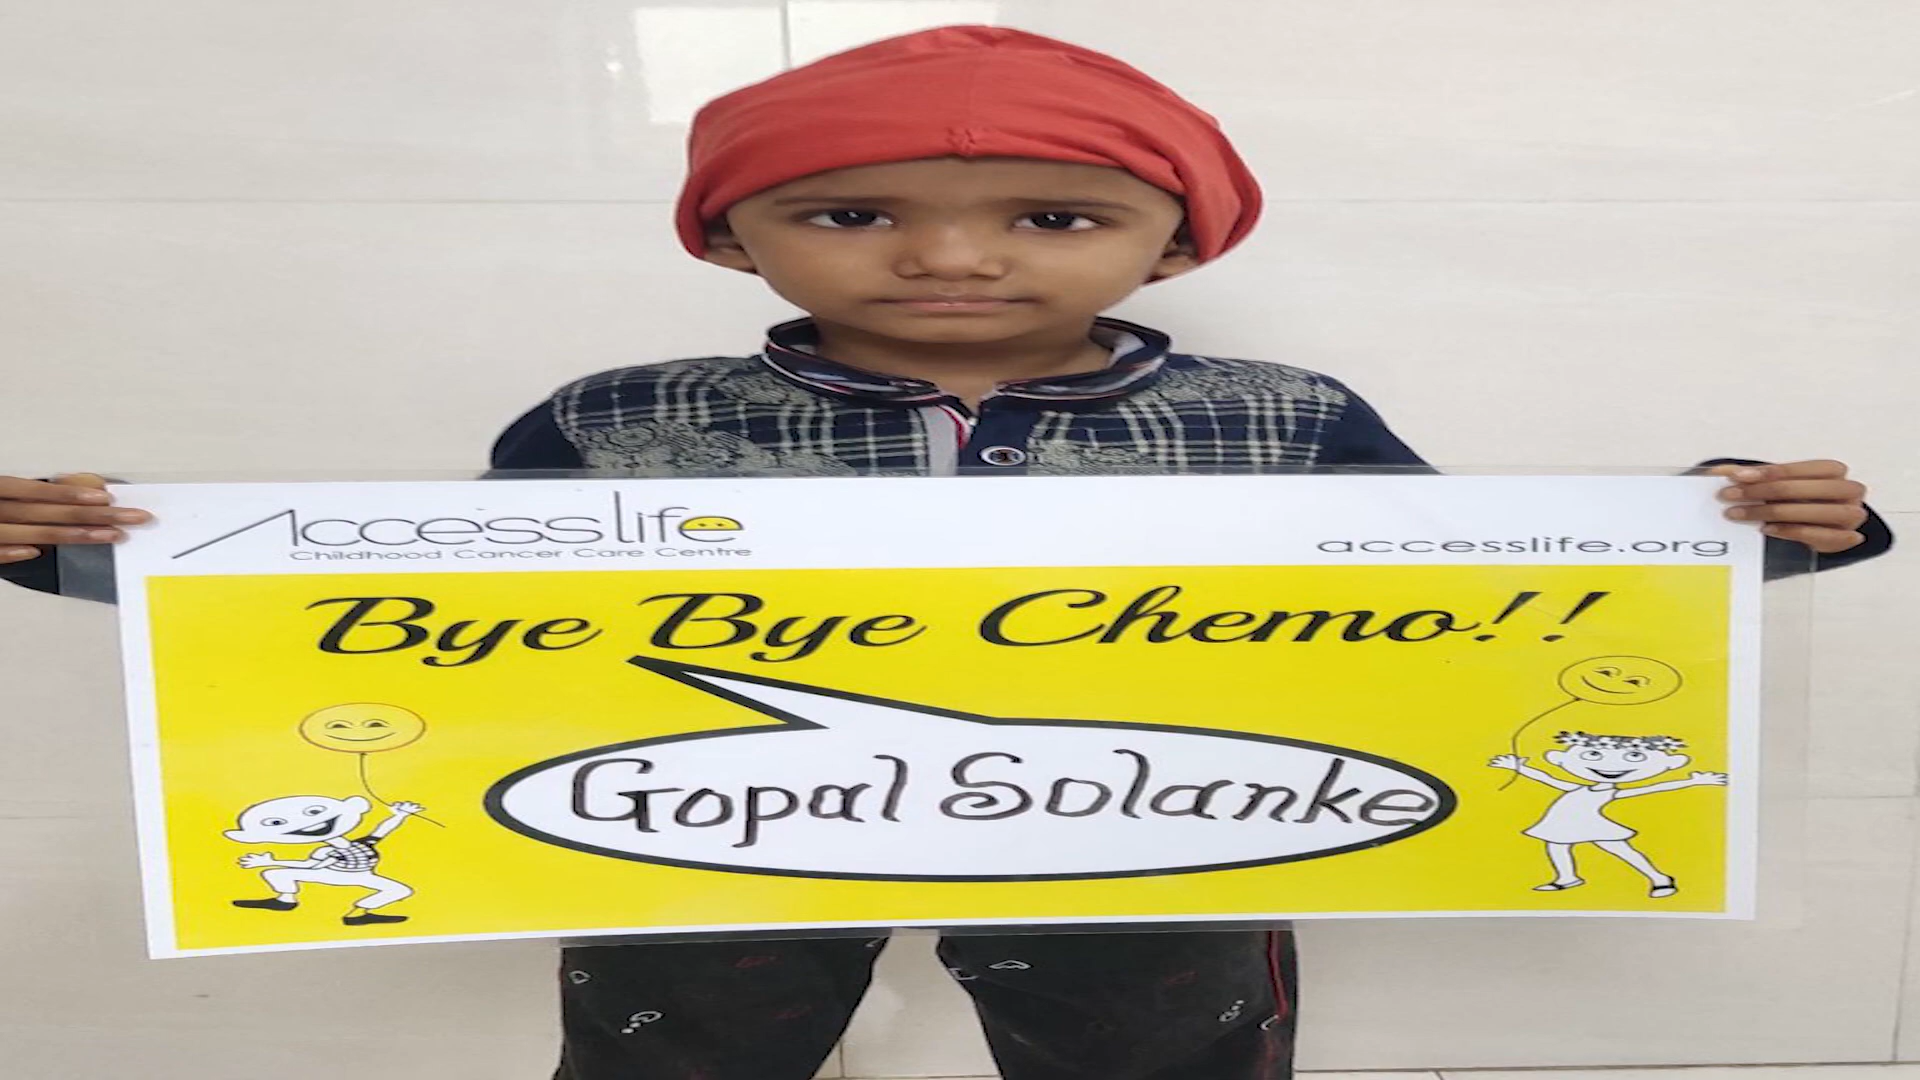 Accesslife
Childhood Cancer Care Centre
accesslife.org
Bye Bye Chemo!!
Gopal Solanke